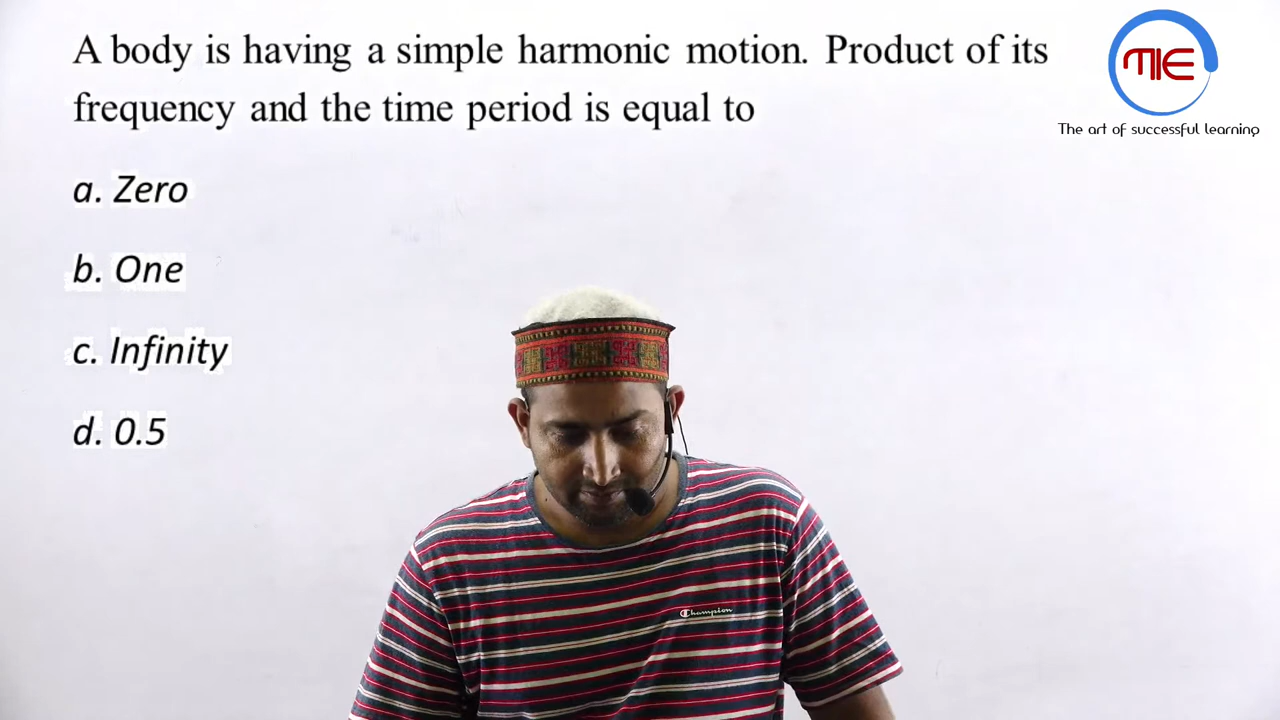 A body is having a simple harmonic motion. Product of its
frequency and the time period is equal to
a. Zero
b. One
c. Infinity
d. 0.5
MIE
The art of successful learning
Champion